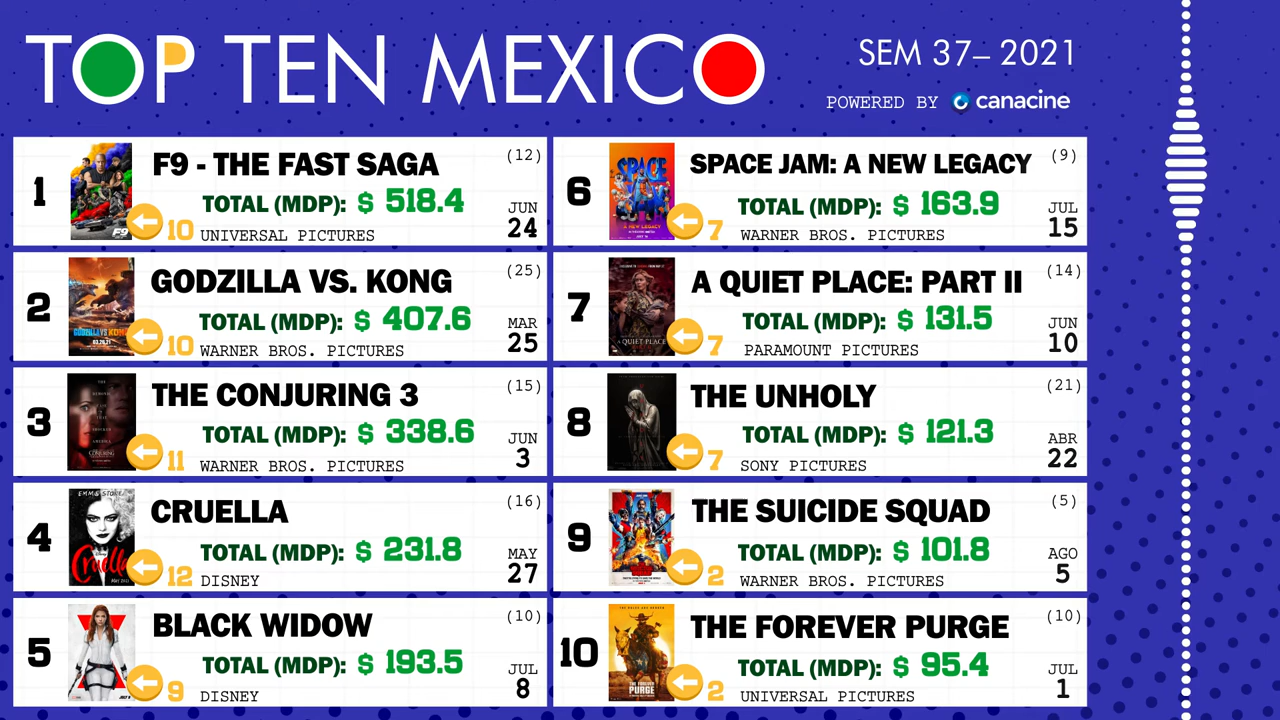 TOP TEN MEXICO
SEM 37– 2021
POWERED BY canacine
1
F9 - THE FAST SAGA
(12)
TOTAL (MDP): $ 518.4
10
UNIVERSAL PICTURES
JUN
24
2
GODZILLA VS. KONG
(25)
TOTAL (MDP): $ 407.6
10
WARNER BROS. PICTURES
MAR
25
3
THE CONJURING 3
(15)
TOTAL (MDP): $ 338.6
11
WARNER BROS. PICTURES
JUN
3
4
CRUELLA
(16)
TOTAL (MDP): $ 231.8
12
DISNEY
MAY
27
5
BLACK WIDOW
(10)
TOTAL (MDP): $ 193.5
9
DISNEY
JUL
8
6
SPACE JAM: A NEW LEGACY
(9)
TOTAL (MDP): $ 163.9
7
WARNER BROS. PICTURES
JUL
15
7
A QUIET PLACE: PART II
(14)
TOTAL (MDP): $ 131.5
7
PARAMOUNT PICTURES
JUN
10
8
THE UNHOLY
(21)
TOTAL (MDP): $ 121.3
7
SONY PICTURES
ABR
22
9
THE SUICIDE SQUAD
(5)
TOTAL (MDP): $ 101.8
2
WARNER BROS. PICTURES
AGO
5
10
THE FOREVER PURGE
(10)
TOTAL (MDP): $ 95.4
2
UNIVERSAL PICTURES
JUL
1